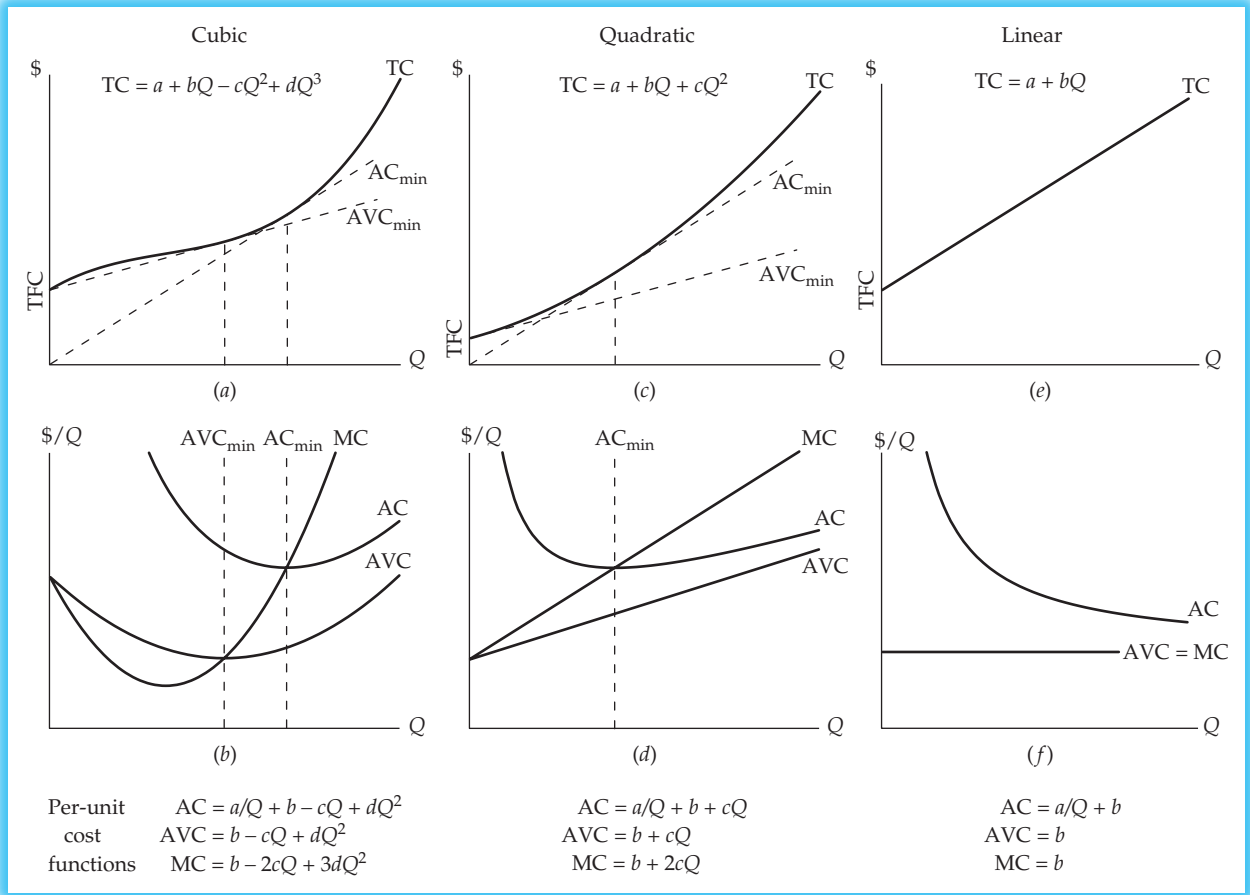 Cubic
TC = a + bQ – cQ² + dQ³
$
TC
AC_min
AVC_min
TFC
Q
(a)
$/Q
AVC_min AC_min MC
AC
AVC
Q
(b)
Quadratic
TC = a + bQ + cQ²
$
TC
AC_min
AVC_min
TFC
Q
(c)
$/Q
AC_min
MC
AC
AVC
Q
(d)
Linear
TC = a + bQ
$
TC
TFC
Q
(e)
$/Q
AC
AVC = MC
Q
(f)
Per-unit AC = a/Q + b – cQ + dQ² AC = a/Q + b + cQ AC = a/Q + b
cost AVC = b – cQ + dQ² AVC = b + cQ AVC = b
functions MC = b – 2cQ + 3dQ² MC = b + 2cQ MC = b